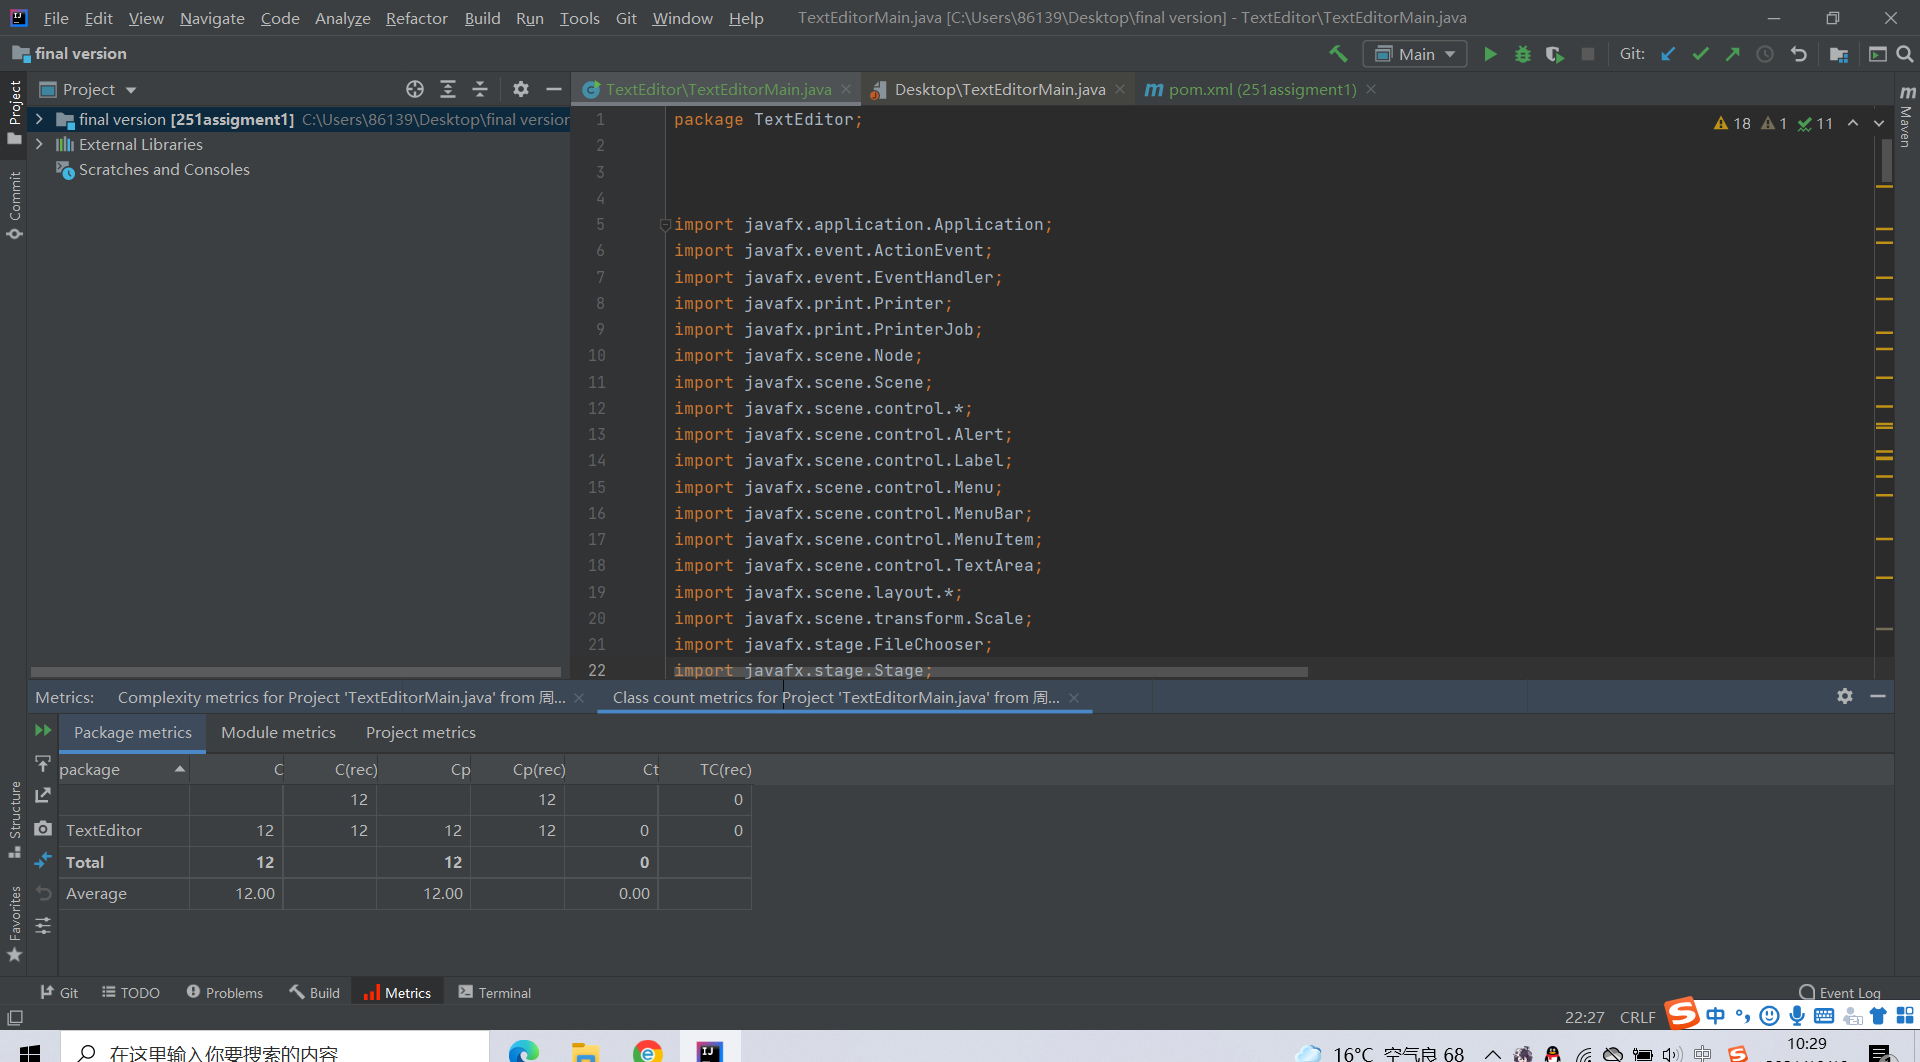 File Edit View Navigate Code Analyze Refactor Build Run Tools Git Window Help TextEditorMain.java [C:\Users\86139\Desktop\final version] - TextEditor\TextEditorMain.java
final version Main Git:
Project TextEditor\TextEditorMain.java Desktop\TextEditorMain.java pom.xml (251assigment1)
final version [251assigment1] C:\Users\86139\Desktop\final version
External Libraries
Scratches and Consoles
18 1 11
1 package TextEditor;
2
3
4
5 import javafx.application.Application;
6 import javafx.event.ActionEvent;
7 import javafx.event.EventHandler;
8 import javafx.print.Printer;
9 import javafx.print.PrinterJob;
10 import javafx.scene.Node;
11 import javafx.scene.Scene;
12 import javafx.scene.control.*;
13 import javafx.scene.control.Alert;
14 import javafx.scene.control.Label;
15 import javafx.scene.control.Menu;
16 import javafx.scene.control.MenuBar;
17 import javafx.scene.control.MenuItem;
18 import javafx.scene.control.TextArea;
19 import javafx.scene.layout.*;
20 import javafx.scene.transform.Scale;
21 import javafx.stage.FileChooser;
22 import javafx.stage.Stage;
Project
Commit
Structure
Favorites
Maven
Metrics: Complexity metrics for Project 'TextEditorMain.java' from 周... Class count metrics for Project 'TextEditorMain.java' from 周...
Package metrics Module metrics Project metrics
package C C(rec) Cp Cp(rec) Ct TC(rec)
12 12 0
TextEditor 12 12 12 12 0 0
Total 12 12 0
Average 12.00 12.00 0.00
Git TODO Problems Build Metrics Terminal Event Log
22:27 CRLF 中
在这里输入你要搜索的内容 16°C 空气良 68 中 10:29